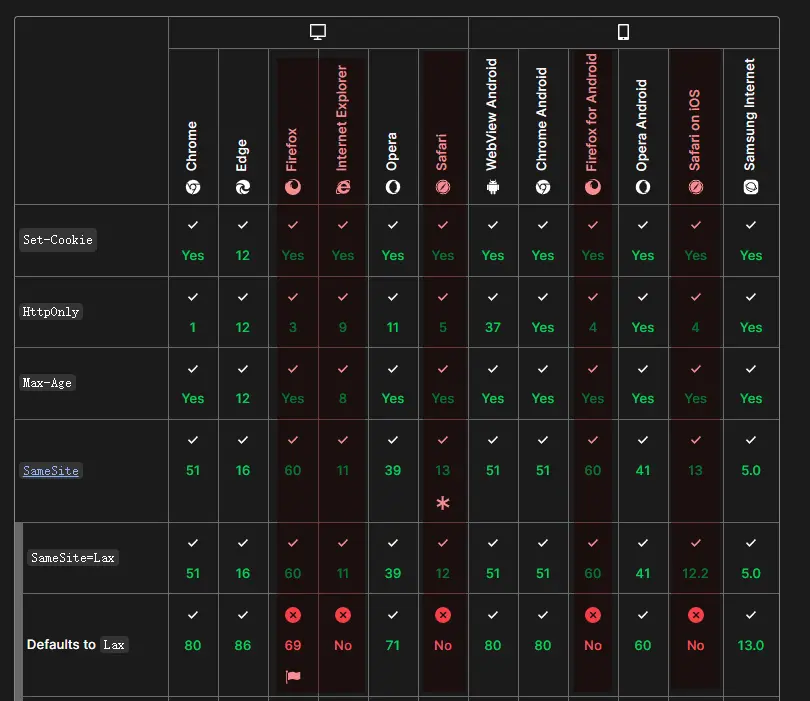 Chrome Edge Firefox Internet Explorer Opera Safari WebView Android Chrome Android Firefox for Android Opera Android Safari on iOS Samsung Internet
Set-Cookie Yes 12 Yes Yes Yes Yes Yes Yes Yes Yes Yes Yes
HttpOnly 1 12 3 9 11 5 37 Yes 4 Yes 4 Yes
Max-Age Yes 12 Yes 8 Yes Yes Yes Yes Yes Yes Yes Yes
SameSite 51 16 60 11 39 13 51 51 60 41 13 5.0
*
SameSite=Lax 51 16 60 11 39 12 51 51 60 41 12.2 5.0
Defaults to Lax 80 86 69 No 71 No 80 80 No 60 No 13.0